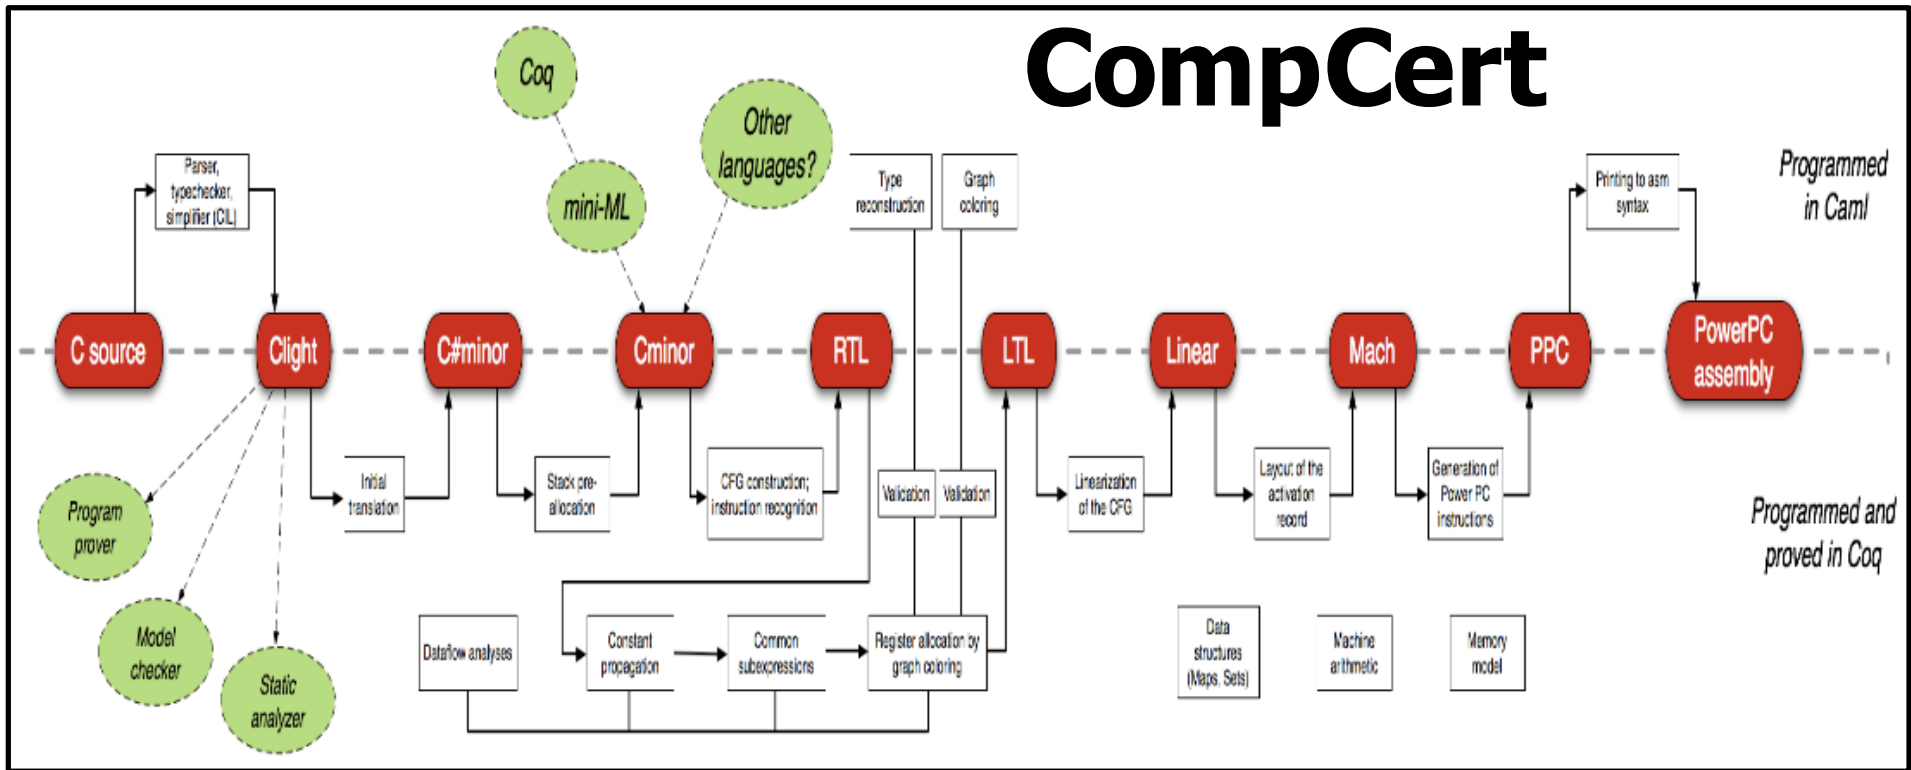 CompCert
Coq
Other
languages?
mini-ML
Parser,
typechecker,
simplifier (CIL)
Type
reconstruction
Graph
coloring
Printing to asm
syntax
Programmed
in Caml
C source
Clight
C#minor
Cminor
RTL
LTL
Linear
Mach
PPC
PowerPC
assembly
Initial
translation
Stack pre-
allocation
CFG construction;
instruction recognition
Validation
Validation
Linearization
of the CFG
Layout of the
activation
record
Generation of
Power PC
instructions
Programmed and
proved in Coq
Program
prover
Model
checker
Static
analyzer
Dataflow analyses
Constant
propagation
Common
subexpressions
Register allocation by
graph coloring
Data
structures
(Maps, Sets)
Machine
arithmetic
Memory
model